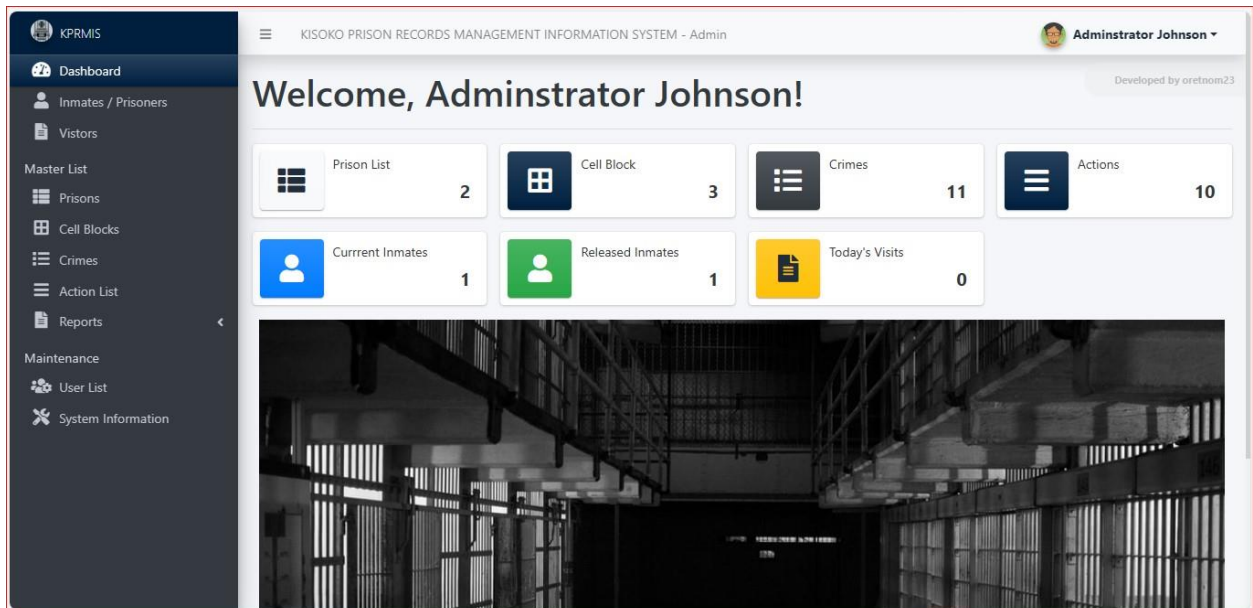 KPRMIS
KISOKO PRISON RECORDS MANAGEMENT INFORMATION SYSTEM - Admin
Adminstrator Johnson
Dashboard
Inmates / Prisoners
Vistors
Master List
Prisons
Cell Blocks
Crimes
Action List
Reports
Maintenance
User List
System Information
Developed by oretnom23
Welcome, Adminstrator Johnson!
Prison List
2
Cell Block
3
Crimes
11
Actions
10
Currrent Inmates
1
Released Inmates
1
Today's Visits
0